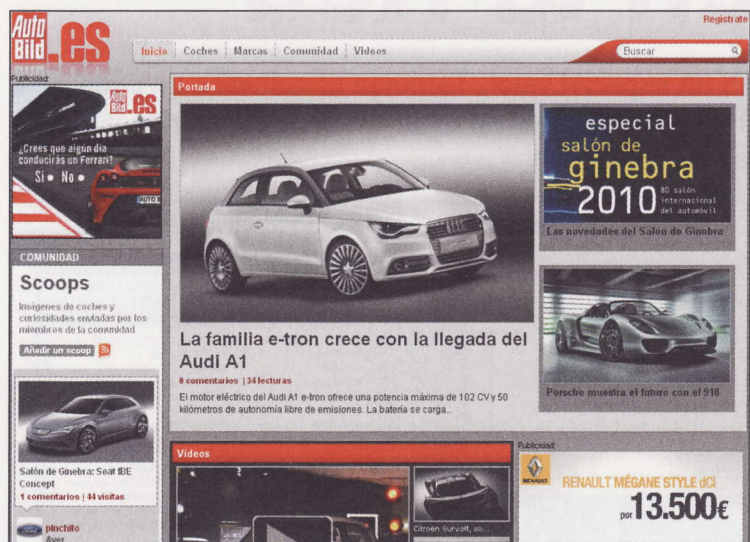 Auto
Bild
.es
Regístrate
Inicio
Coches
Marcas
Comunidad
Videos
Buscar
Publicidad:
Auto
Bild
.es
¿Crees que algún día
conducirás un Ferrari?
Si
No
COMUNIDAD
Scoops
Imágenes de coches y
curiosidades enviadas por los
miembros de la comunidad
Añadir un scoop
Salón de Ginebra: Seat IBE
Concept
1 comentarios | 44 visitas
pinchito
Ayer
Portada
La familia e-tron crece con la llegada del
Audi A1
0 comentarios | 34 lecturas
El motor eléctrico del Audi A1 e-tron ofrece una potencia máxima de 102 CV y 50
kilómetros de autonomía libre de emisiones. La batería se carga...
especial
salón de
ginebra
2010
80 salón
internacional
del automóvil
Las novedades del Salón de Ginebra
Porsche muestra el futuro con el 918
Vídeos
Citroën Survolt, so...
Publicidad:
RENAULT
RENAULT MÉGANE STYLE dCi
por 13.500€